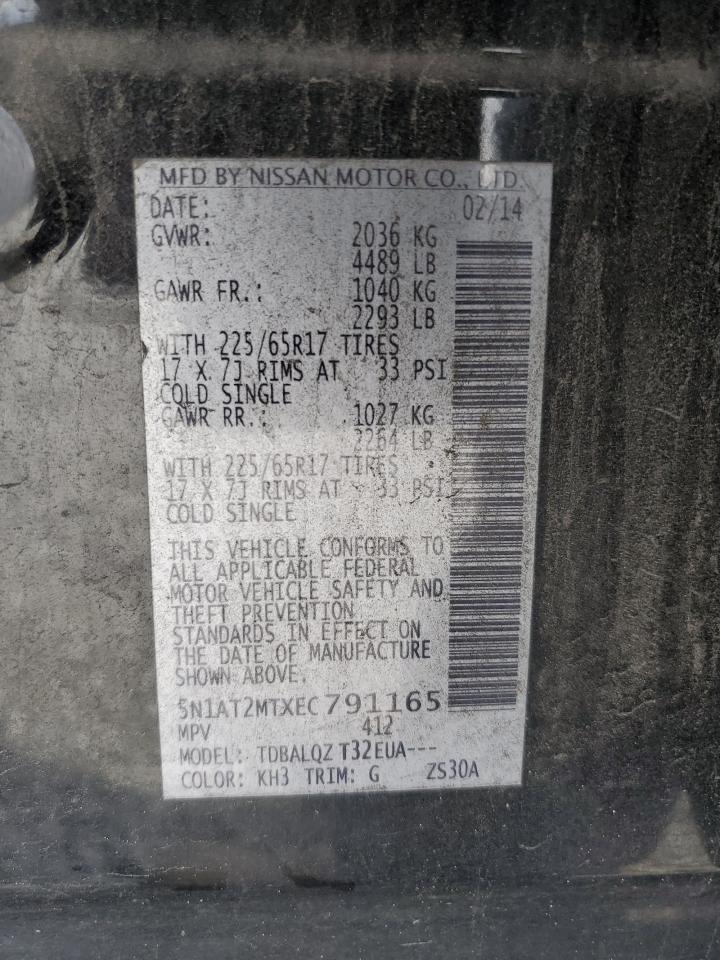 MFD BY NISSAN MOTOR CO., LTD.
DATE: 02/14
GVWR: 2036 KG
4489 LB
GAWR FR.: 1040 KG
2293 LB
WITH 225/65R17 TIRES
17 X 7J RIMS AT 33 PSI
COLD SINGLE
GAWR RR.: 1027 KG
2264 LB
WITH 225/65R17 TIRES
17 X 7J RIMS AT 33 PSI
COLD SINGLE
THIS VEHICLE CONFORMS TO
ALL APPLICABLE FEDERAL
MOTOR VEHICLE SAFETY AND
THEFT PREVENTION
STANDARDS IN EFFECT ON
THE DATE OF MANUFACTURE
SHOWN ABOVE.
5N1AT2MTXEC791165
MPV 412
MODEL: TDBALQZ T32EUA---
COLOR: KH3 TRIM: G ZS30A